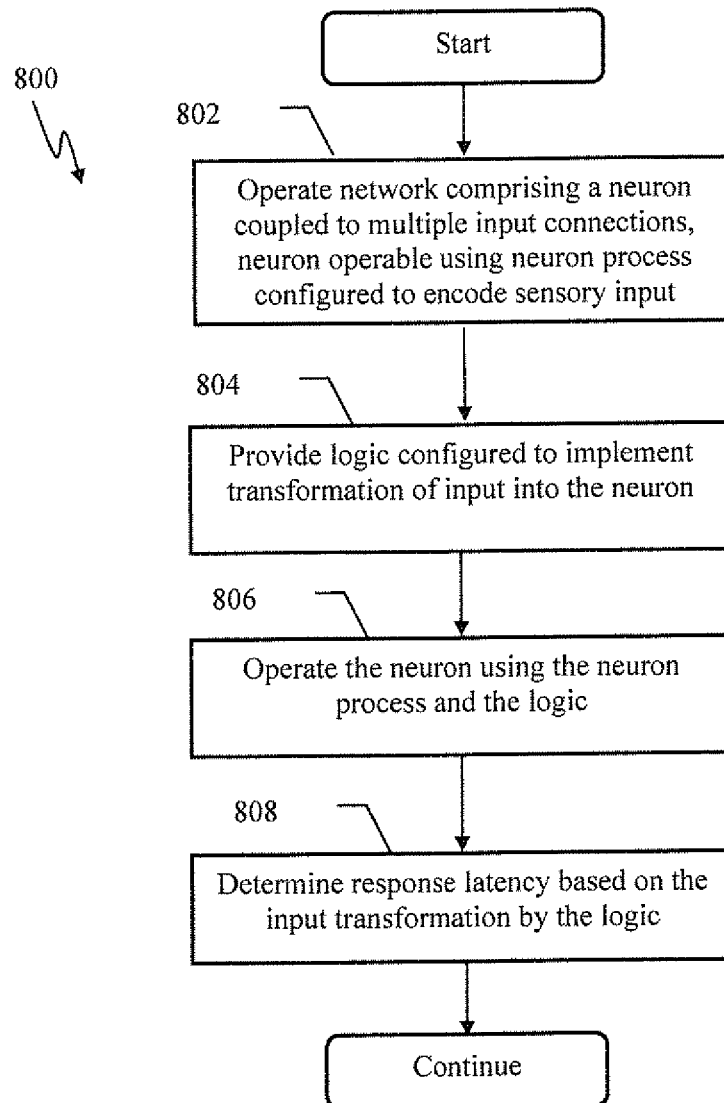 Start
800
802
Operate network comprising a neuron
coupled to multiple input connections,
neuron operable using neuron process
configured to encode sensory input
804
Provide logic configured to implement
transformation of input into the neuron
806
Operate the neuron using the neuron
process and the logic
808
Determine response latency based on the
input transformation by the logic
Continue